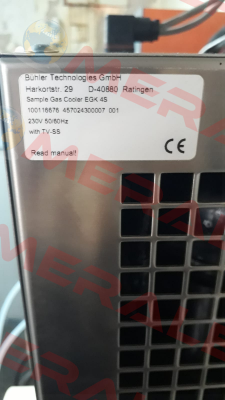 Bühler Technologies GmbH
Harkortstr. 29 D-40880 Ratingen
Sample Gas Cooler EGK 4S
100116676 457024300007 001
230V 50/60Hz
with TV-SS
Read manual!
CE